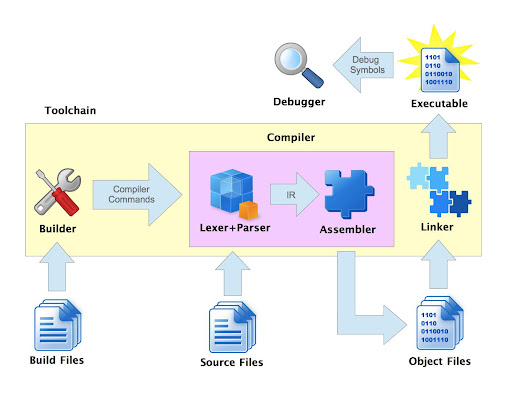 Debug
Symbols
1101
0110
0110010
1001110
Debugger
Executable
Toolchain
Compiler
Compiler
Commands
IR
Builder
Lexer+Parser
Assembler
Linker
1101
0110
0110010
1001110
Build Files
Source Files
Object Files